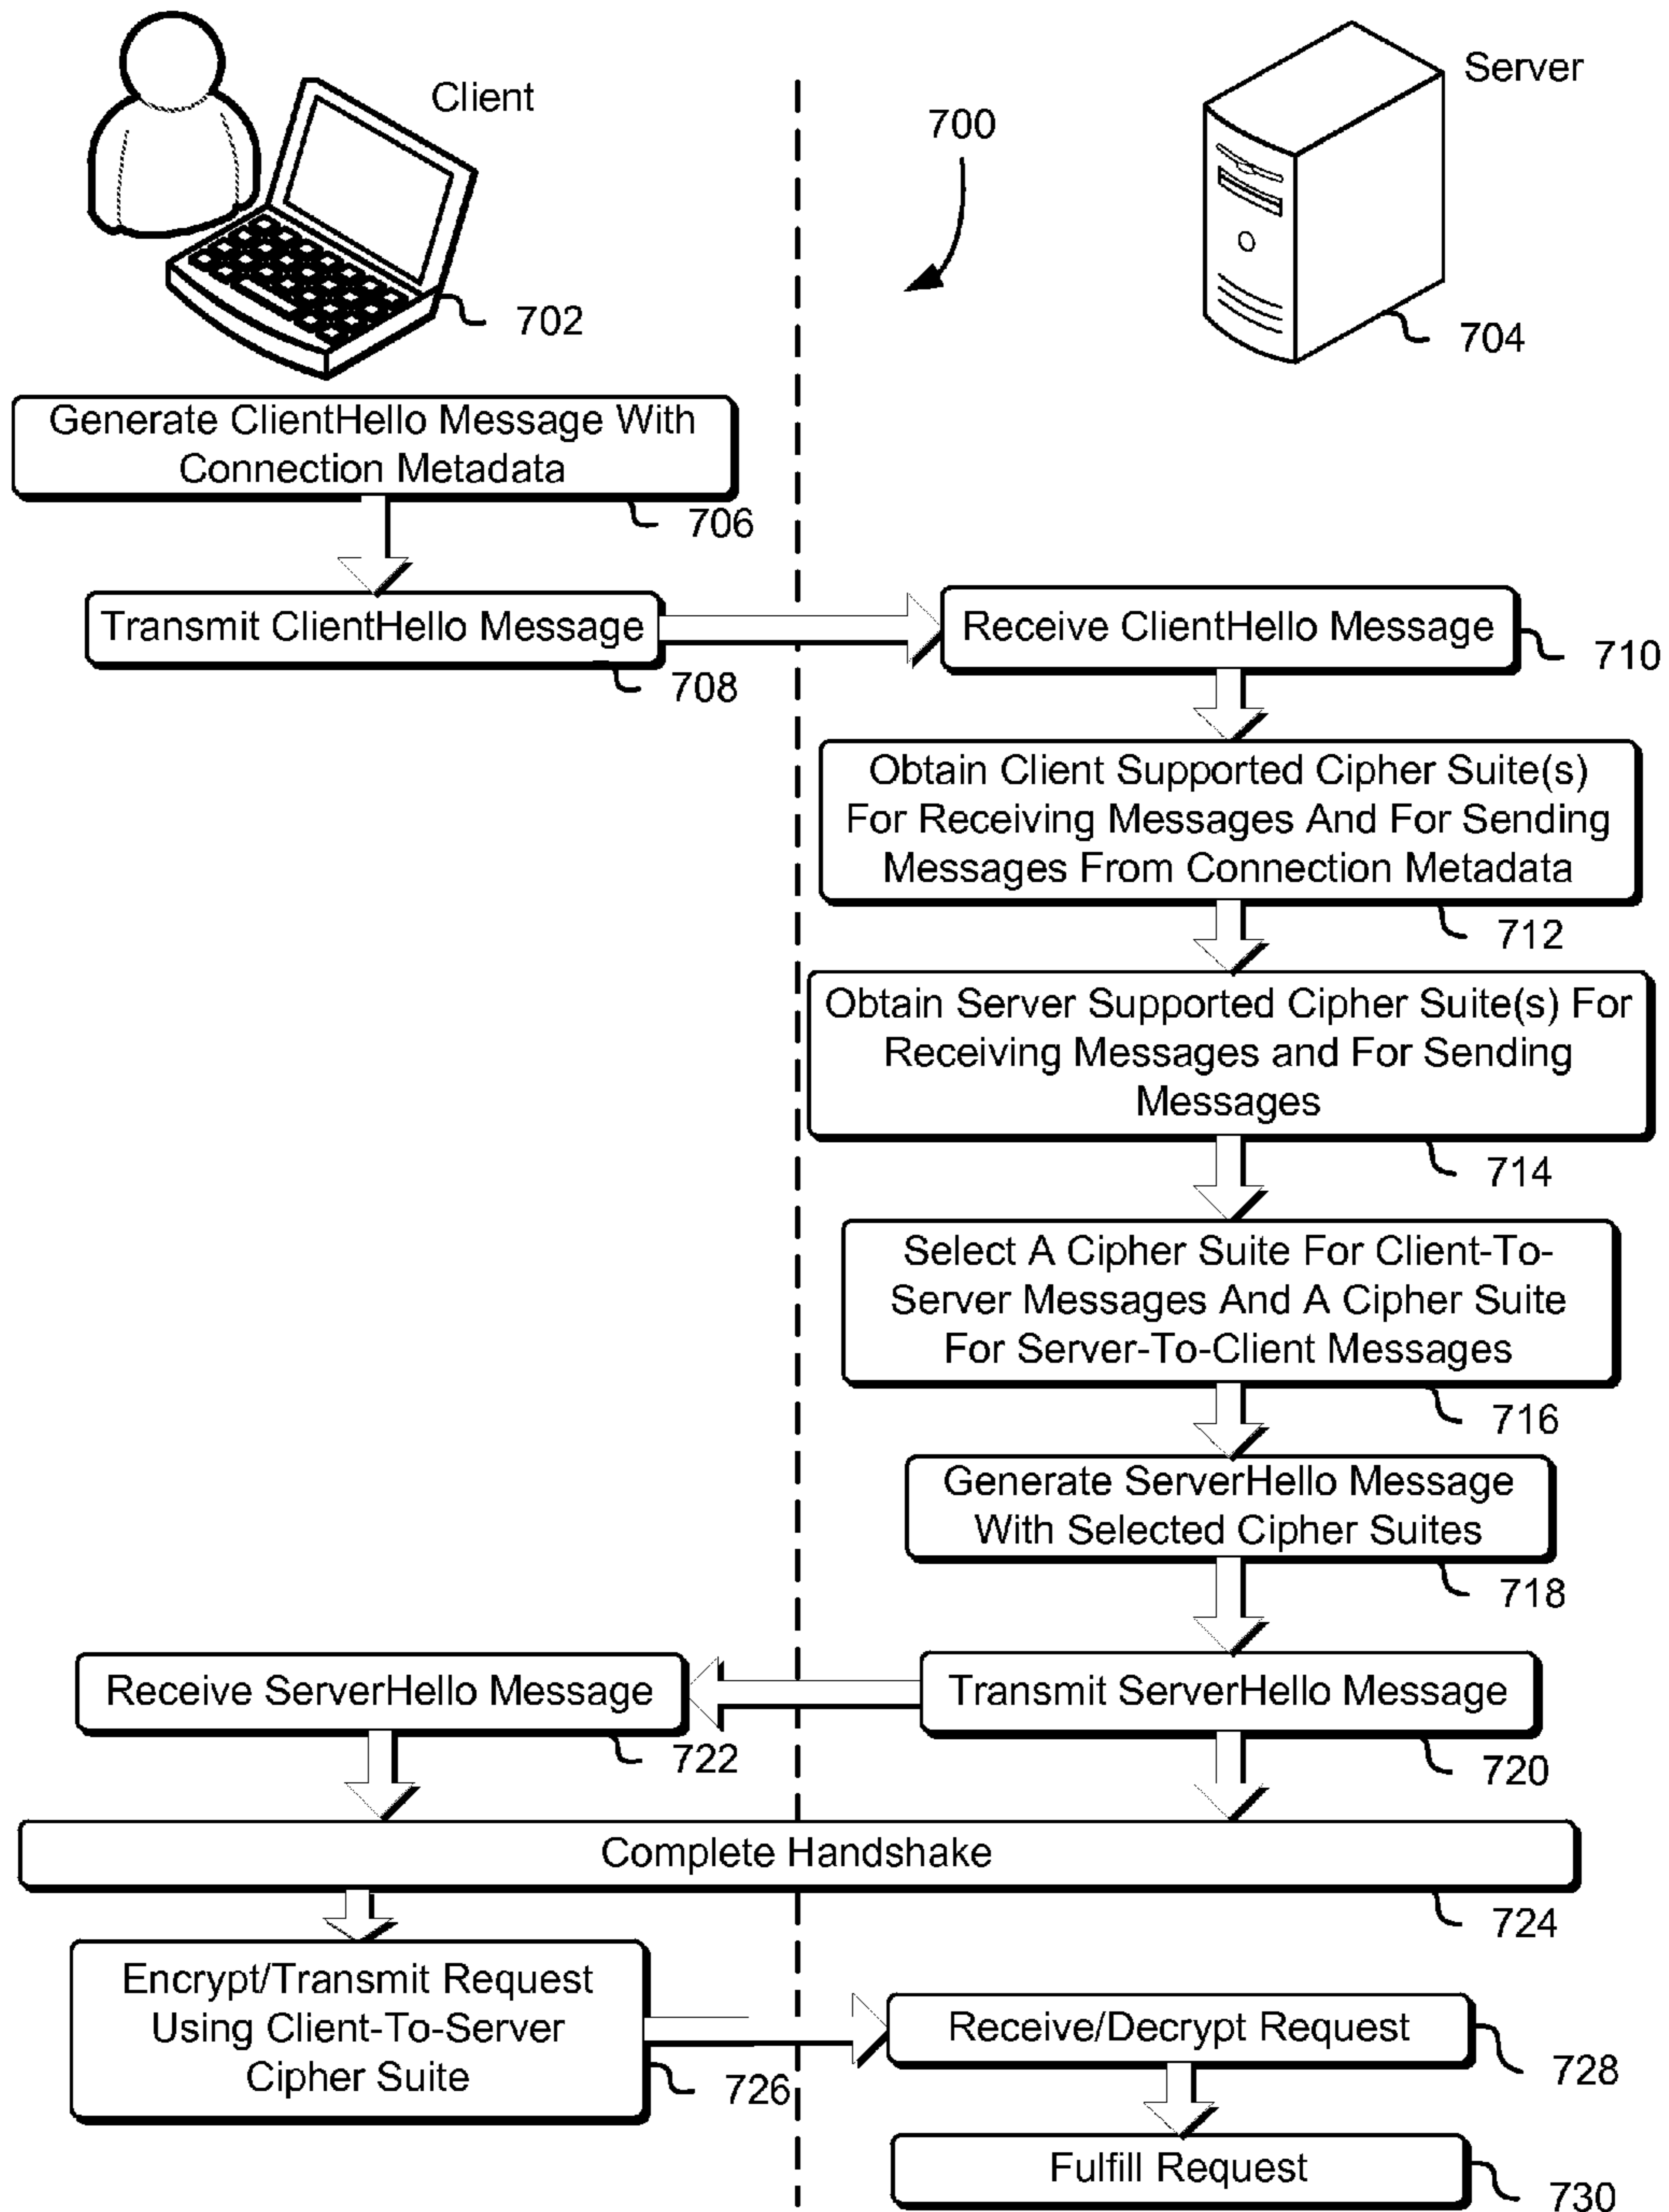 Client
Server
700
702
704
Generate ClientHello Message With
Connection Metadata
706
Transmit ClientHello Message
708
Receive ClientHello Message
710
Obtain Client Supported Cipher Suite(s)
For Receiving Messages And For Sending
Messages From Connection Metadata
712
Obtain Server Supported Cipher Suite(s) For
Receiving Messages and For Sending
Messages
714
Select A Cipher Suite For Client-To-
Server Messages And A Cipher Suite
For Server-To-Client Messages
716
Generate ServerHello Message
With Selected Cipher Suites
718
Transmit ServerHello Message
720
Receive ServerHello Message
722
Complete Handshake
724
Encrypt/Transmit Request
Using Client-To-Server
Cipher Suite
726
Receive/Decrypt Request
728
Fulfill Request
730